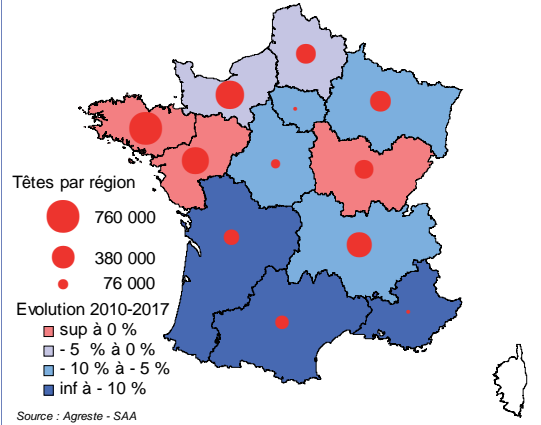 Têtes par région
760 000
380 000
76 000
Evolution 2010-2017
sup à 0 %
- 5 % à 0 %
- 10 % à - 5 %
inf à - 10 %
Source : Agreste - SAA